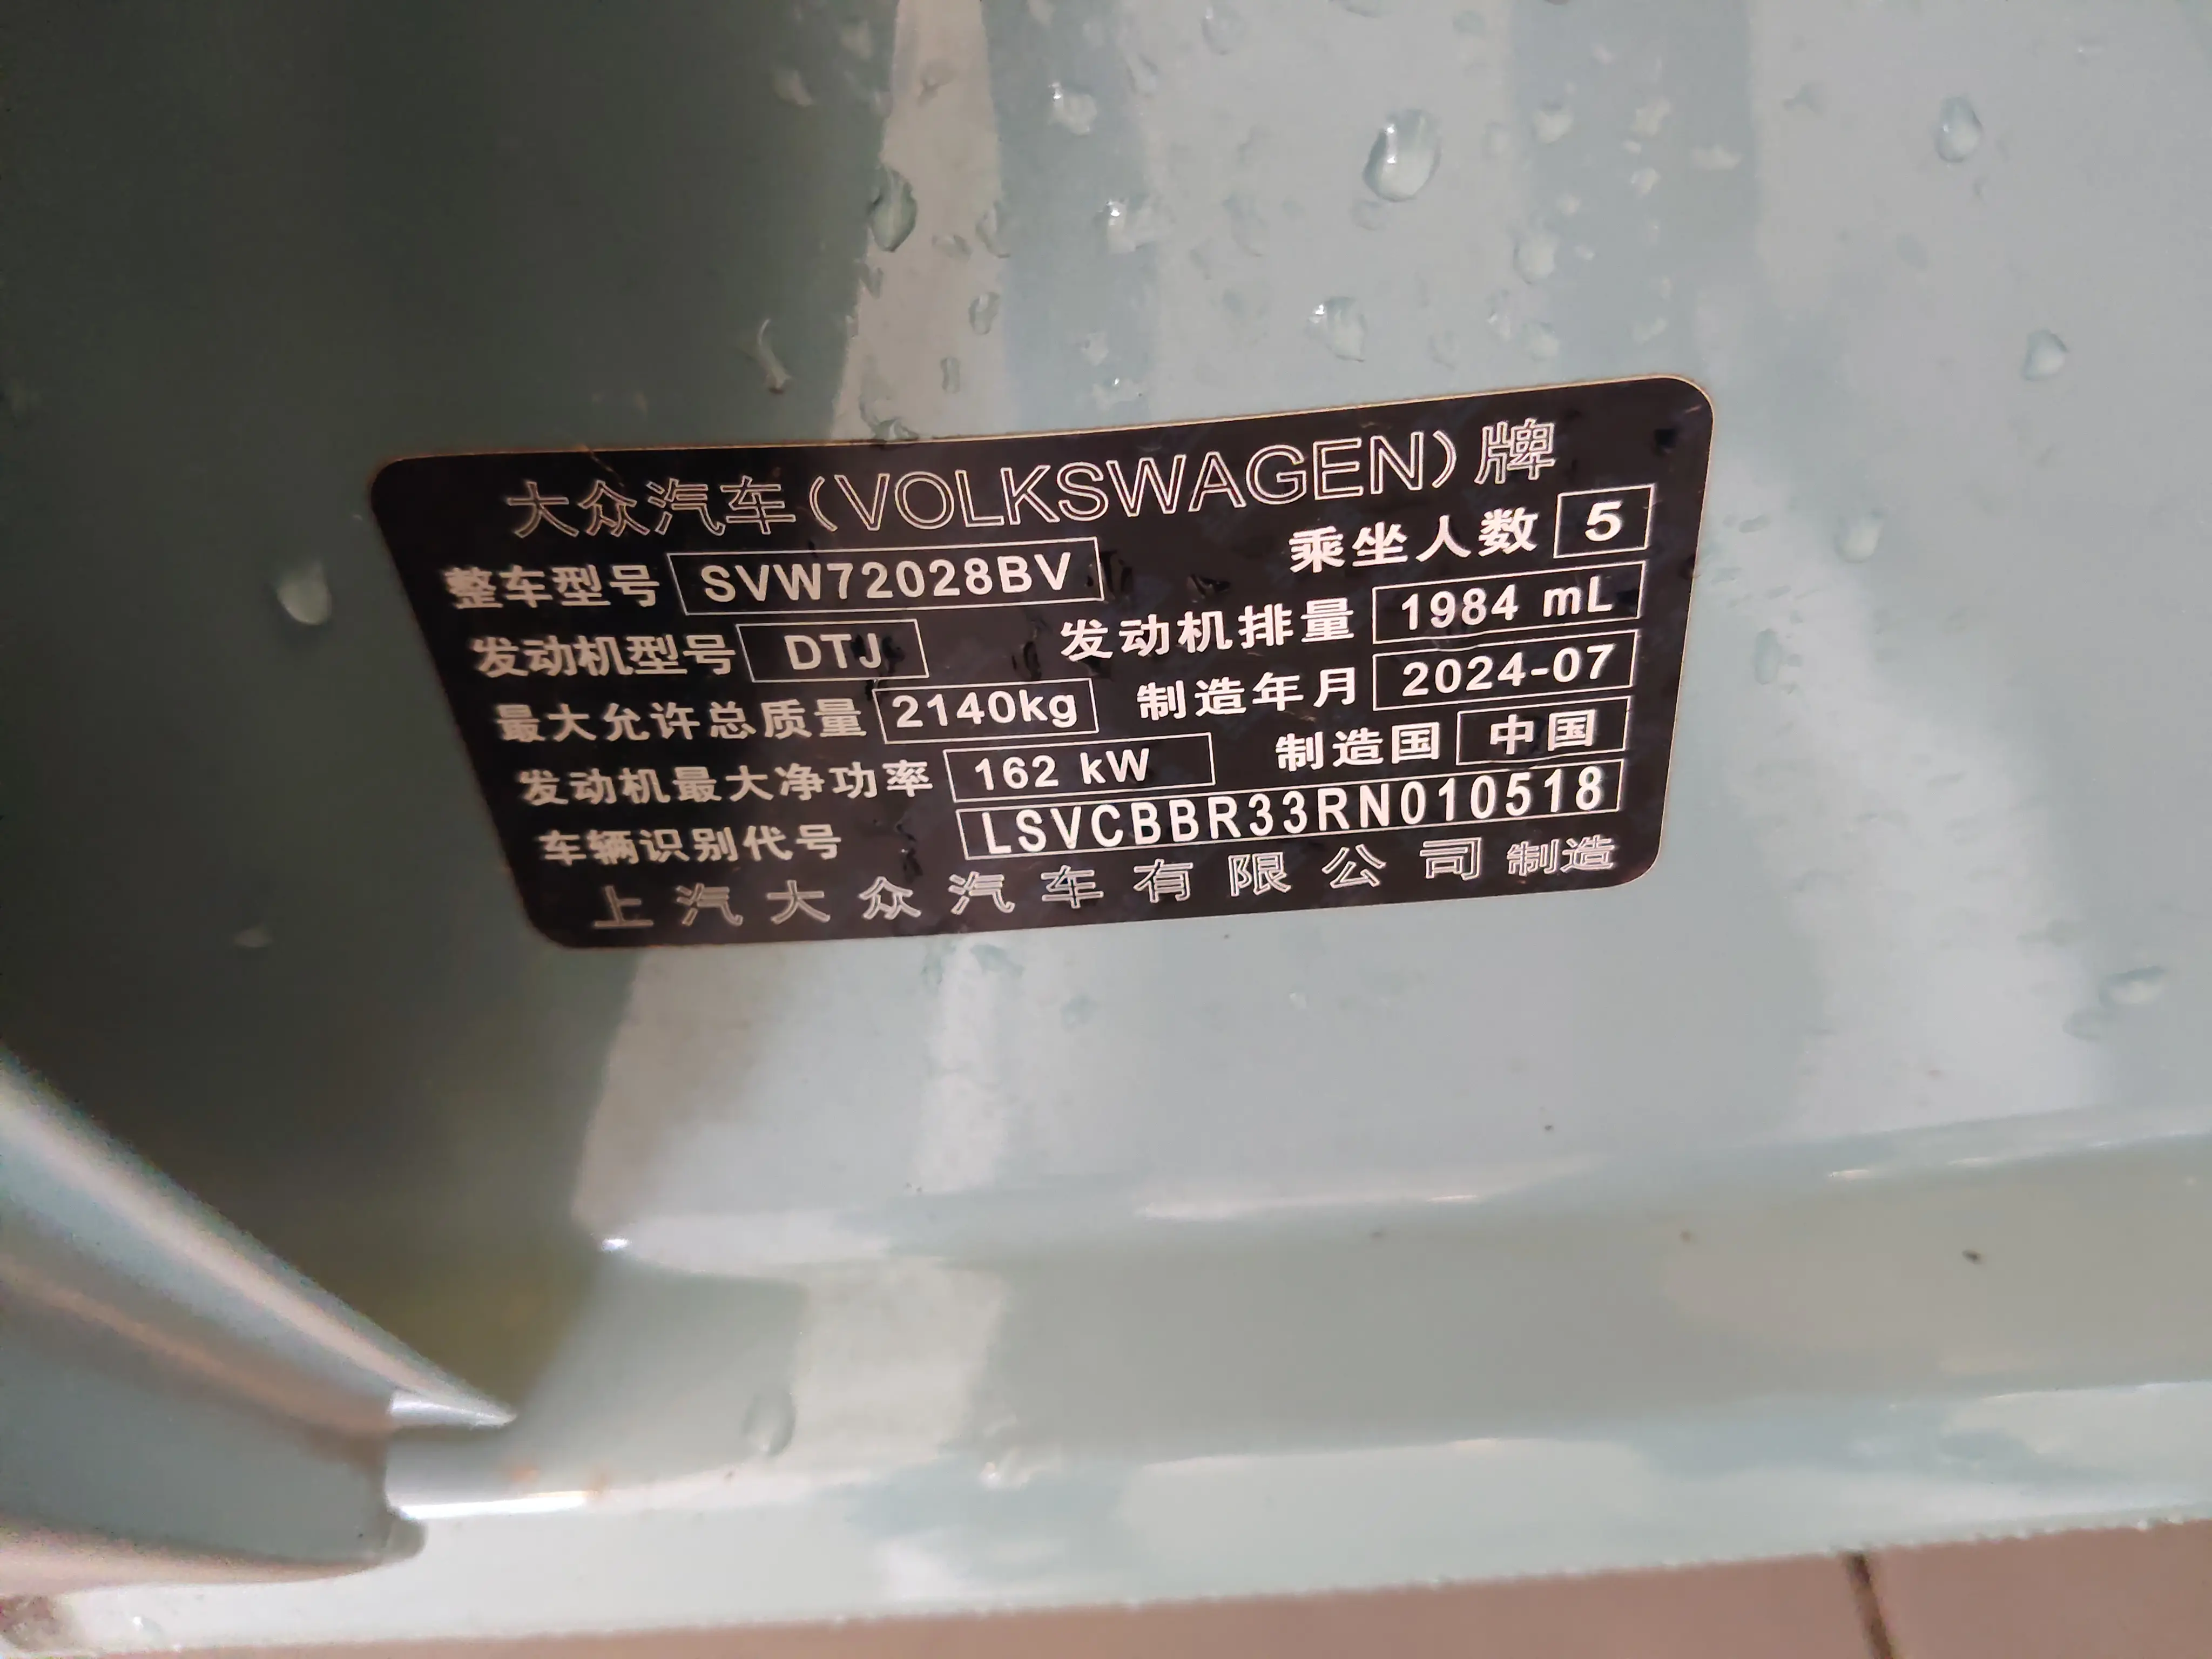 大众汽车(VOLKSWAGEN)牌
整车型号 SVW72028BV 乘坐人数 5
发动机型号 DTJ 发动机排量 1984 mL
最大允许总质量 2140kg 制造年月 2024-07
发动机最大净功率 162 kW 制造国 中国
车辆识别代号 LSVCBBR33RN010518
上汽大众汽车有限公司制造